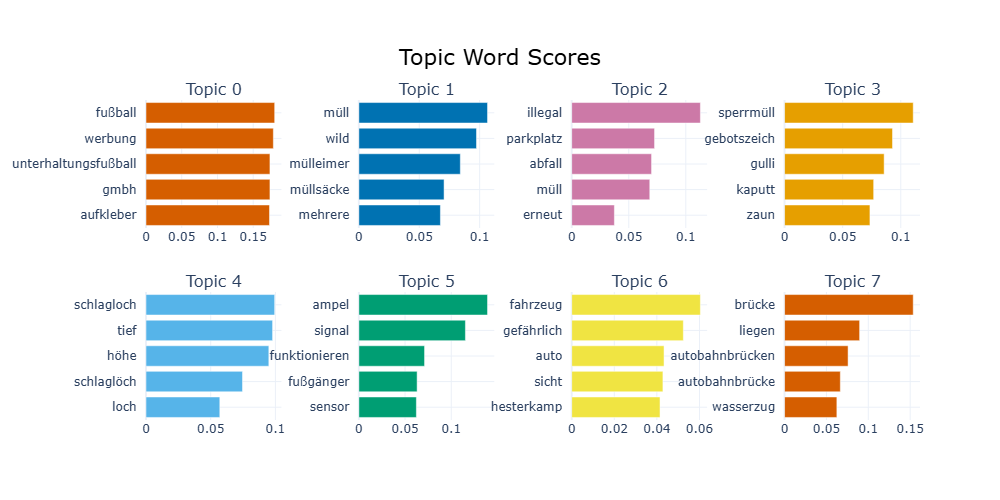 Topic Word Scores
Topic 0
fußball
werbung
unterhaltungsfußball
gmbh
aufkleber
0 0.05 0.1 0.15
Topic 1
müll
wild
mülleimer
müllsäcke
mehrere
0 0.05 0.1
Topic 2
illegal
parkplatz
abfall
müll
erneut
0 0.05 0.1
Topic 3
sperrmüll
gebotszeich
gulli
kaputt
zaun
0 0.05 0.1
Topic 4
schlagloch
tief
höhe
schlaglöch
loch
0 0.05 0.1
Topic 5
ampel
signal
funktionieren
fußgänger
sensor
0 0.05 0.1
Topic 6
fahrzeug
gefährlich
auto
sicht
hesterkamp
0 0.02 0.04 0.06
Topic 7
brücke
liegen
autobahnbrücken
autobahnbrücke
wasserzug
0 0.05 0.1 0.15